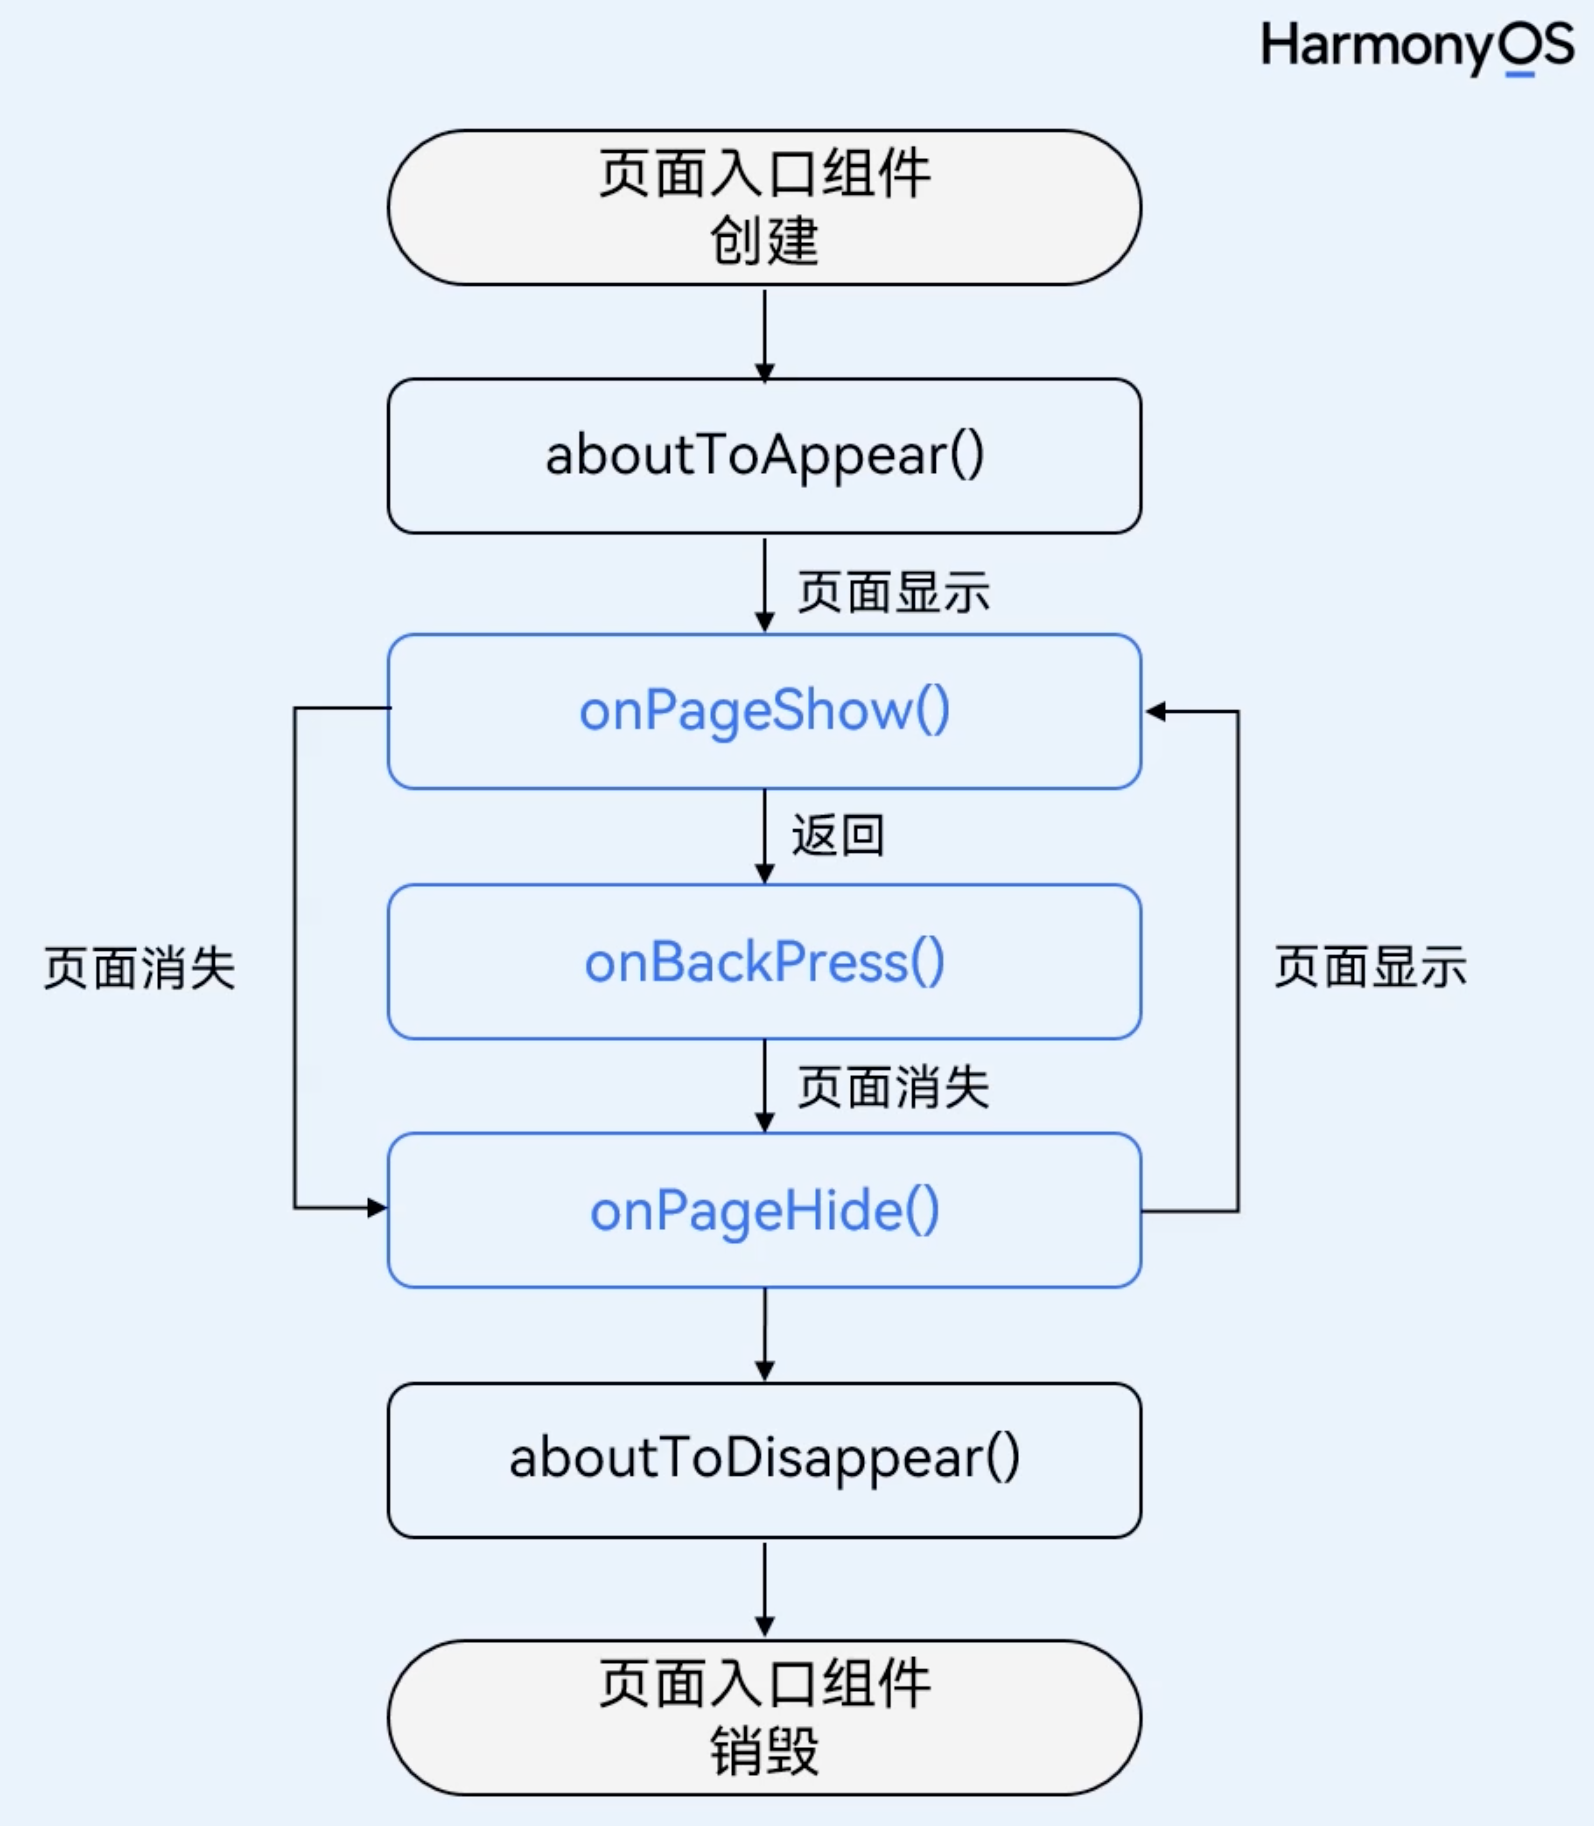 HarmonyOS
页面入口组件
创建
aboutToAppear()
页面显示
onPageShow()
返回
onBackPress()
页面消失
页面显示
页面消失
onPageHide()
aboutToDisappear()
页面入口组件
销毁